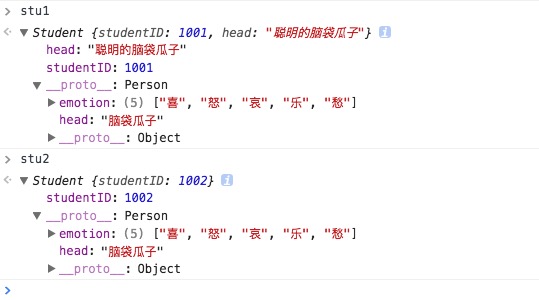 stu1
Student {studentID: 1001, head: "聪明的脑袋瓜子"} i
head: "聪明的脑袋瓜子"
studentID: 1001
__proto__: Person
emotion: (5) ["喜", "怒", "哀", "乐", "愁"]
head: "脑袋瓜子"
__proto__: Object
stu2
Student {studentID: 1002} i
studentID: 1002
__proto__: Person
emotion: (5) ["喜", "怒", "哀", "乐", "愁"]
head: "脑袋瓜子"
__proto__: Object